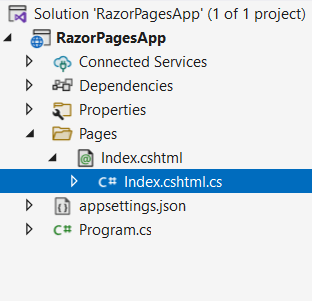 Solution 'RazorPagesApp' (1 of 1 project)
RazorPagesApp
Connected Services
Dependencies
Properties
Pages
Index.cshtml
C# Index.cshtml.cs
appsettings.json
C# Program.cs